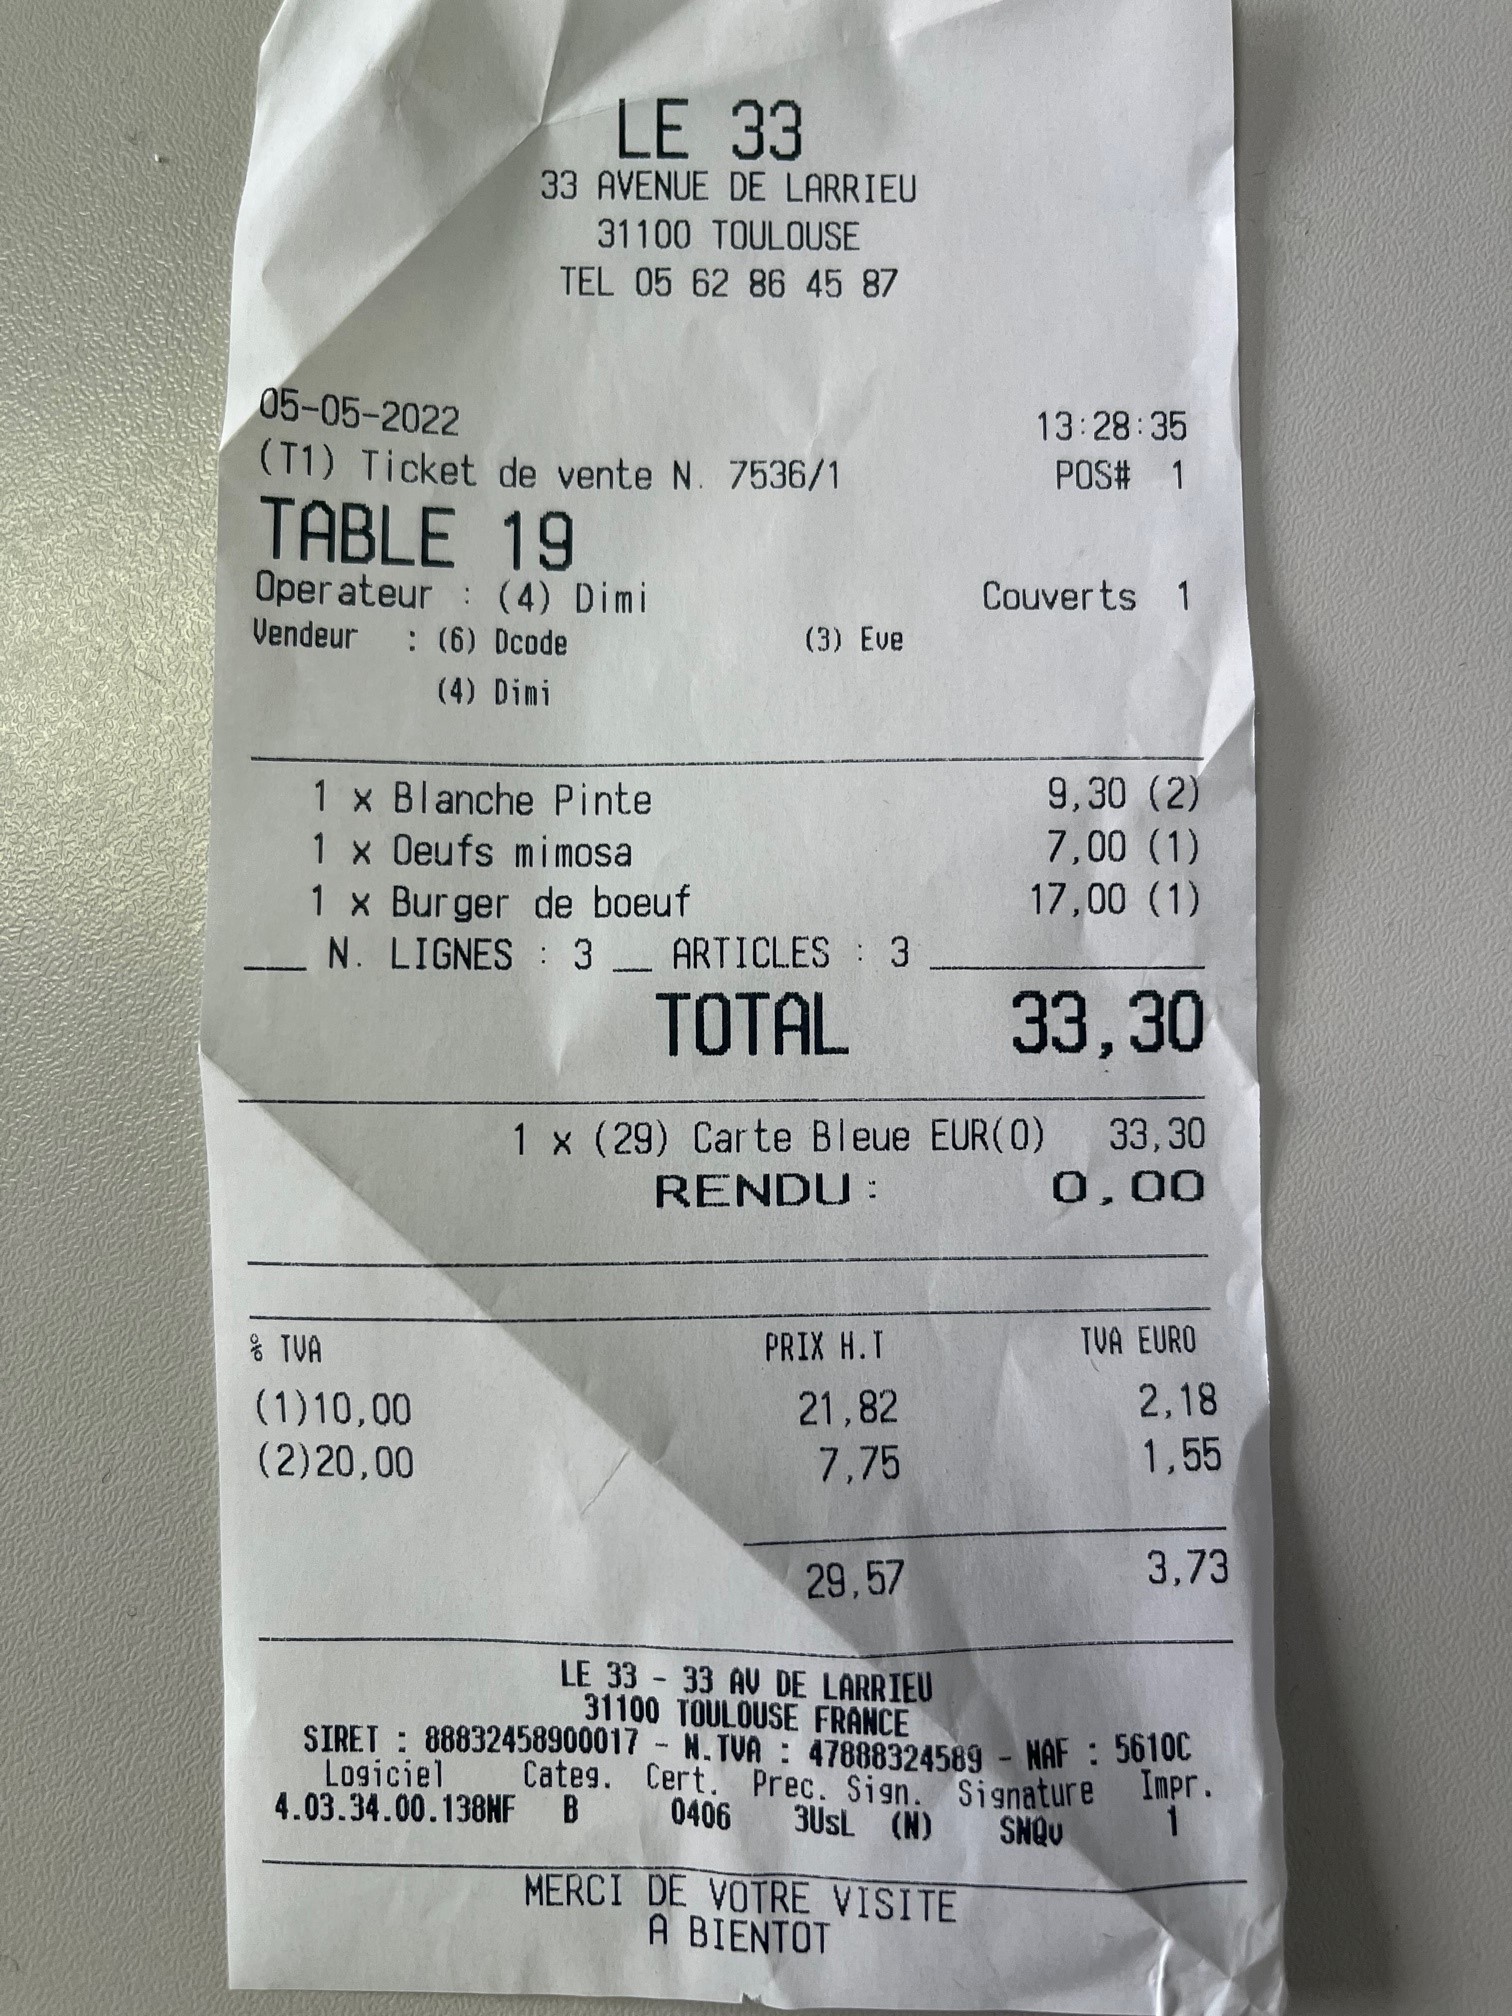 LE 33
33 AVENUE DE LARRIEU
31100 TOULOUSE
TEL 05 62 86 45 87
05-05-2022 13:28:35
(T1) Ticket de vente N. 7536/1 POS# 1
TABLE 19
Operateur : (4) Dimi Couverts 1
Vendeur : (6) Dcode (3) Eve
(4) Dimi
1 x Blanche Pinte 9,30 (2)
1 x Oeufs mimosa 7,00 (1)
1 x Burger de boeuf 17,00 (1)
___ N. LIGNES : 3 __ ARTICLES : 3 ______________
TOTAL 33,30
1 x (29) Carte Bleue EUR(0) 33,30
RENDU : 0,00
% TVA PRIX H.T TVA EURO
(1)10,00 21,82 2,18
(2)20,00 7,75 1,55
29,57 3,73
LE 33 - 33 AV DE LARRIEU
31100 TOULOUSE FRANCE
SIRET : 88832458900017 - N.TVA : 47888324589 - NAF : 5610C
Logiciel Categ. Cert. Prec. Sign. Signature Impr.
4.03.34.00.138NF B 0406 3UsL (N) SNQv 1
MERCI DE VOTRE VISITE
A BIENTOT